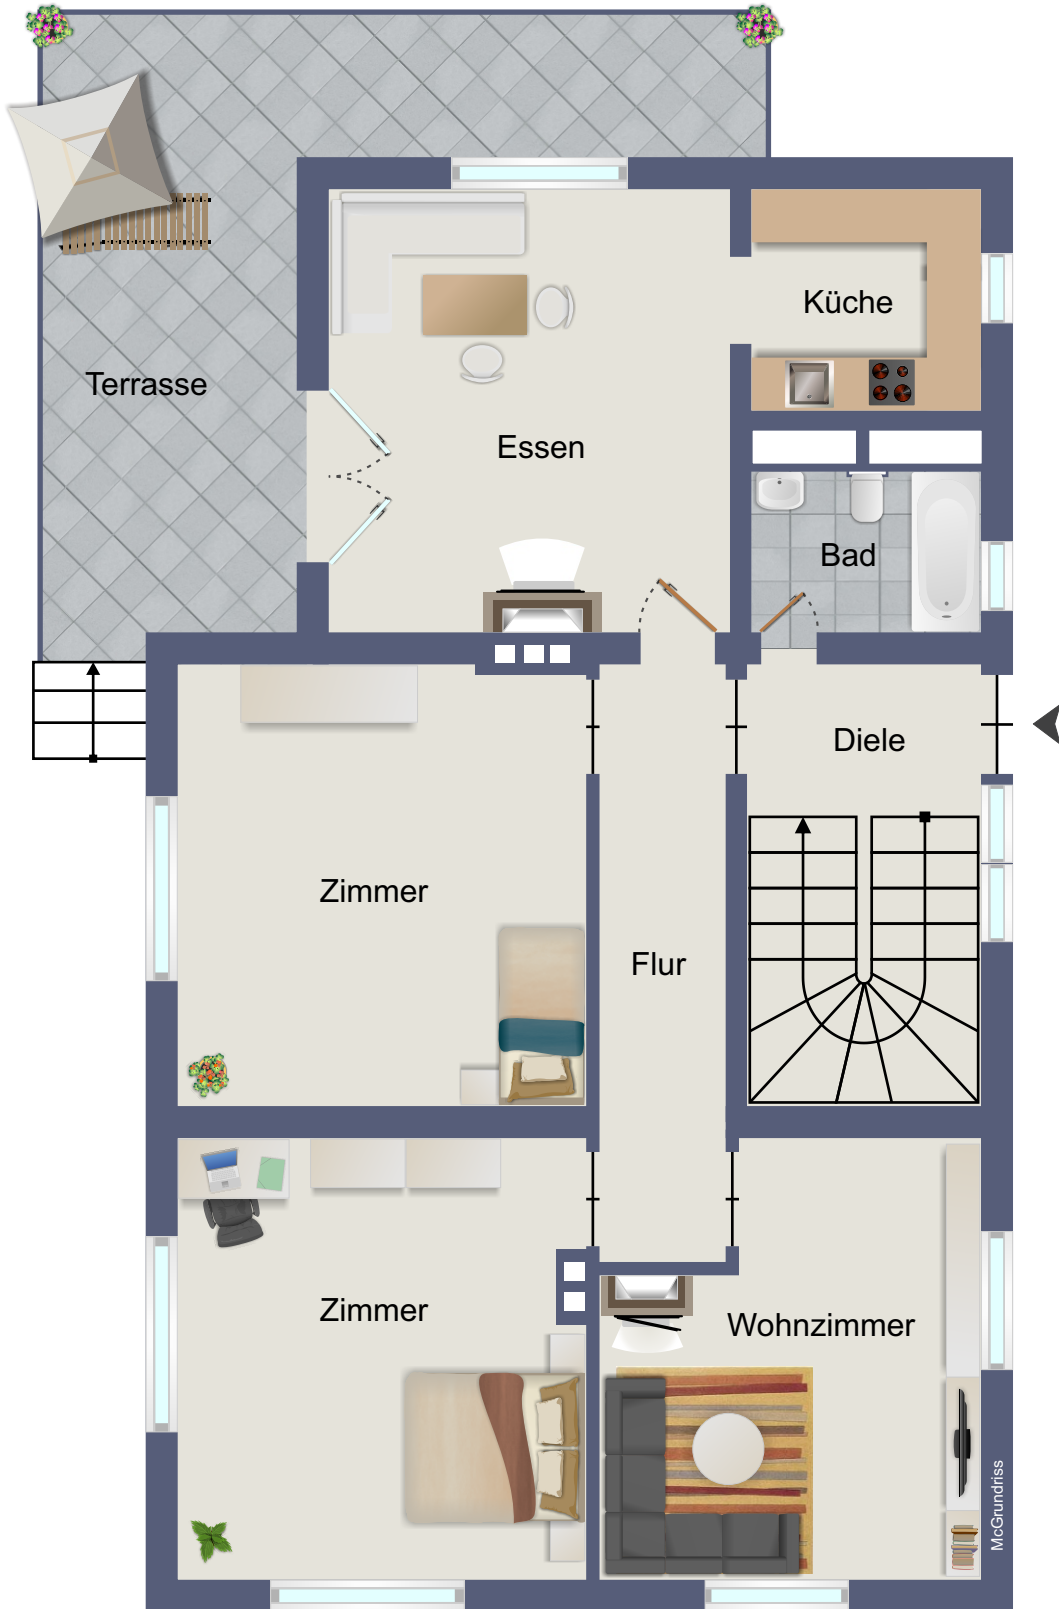 Küche
Terrasse
Essen
Bad
Diele
Zimmer
Flur
Zimmer
Wohnzimmer
McGrundriss